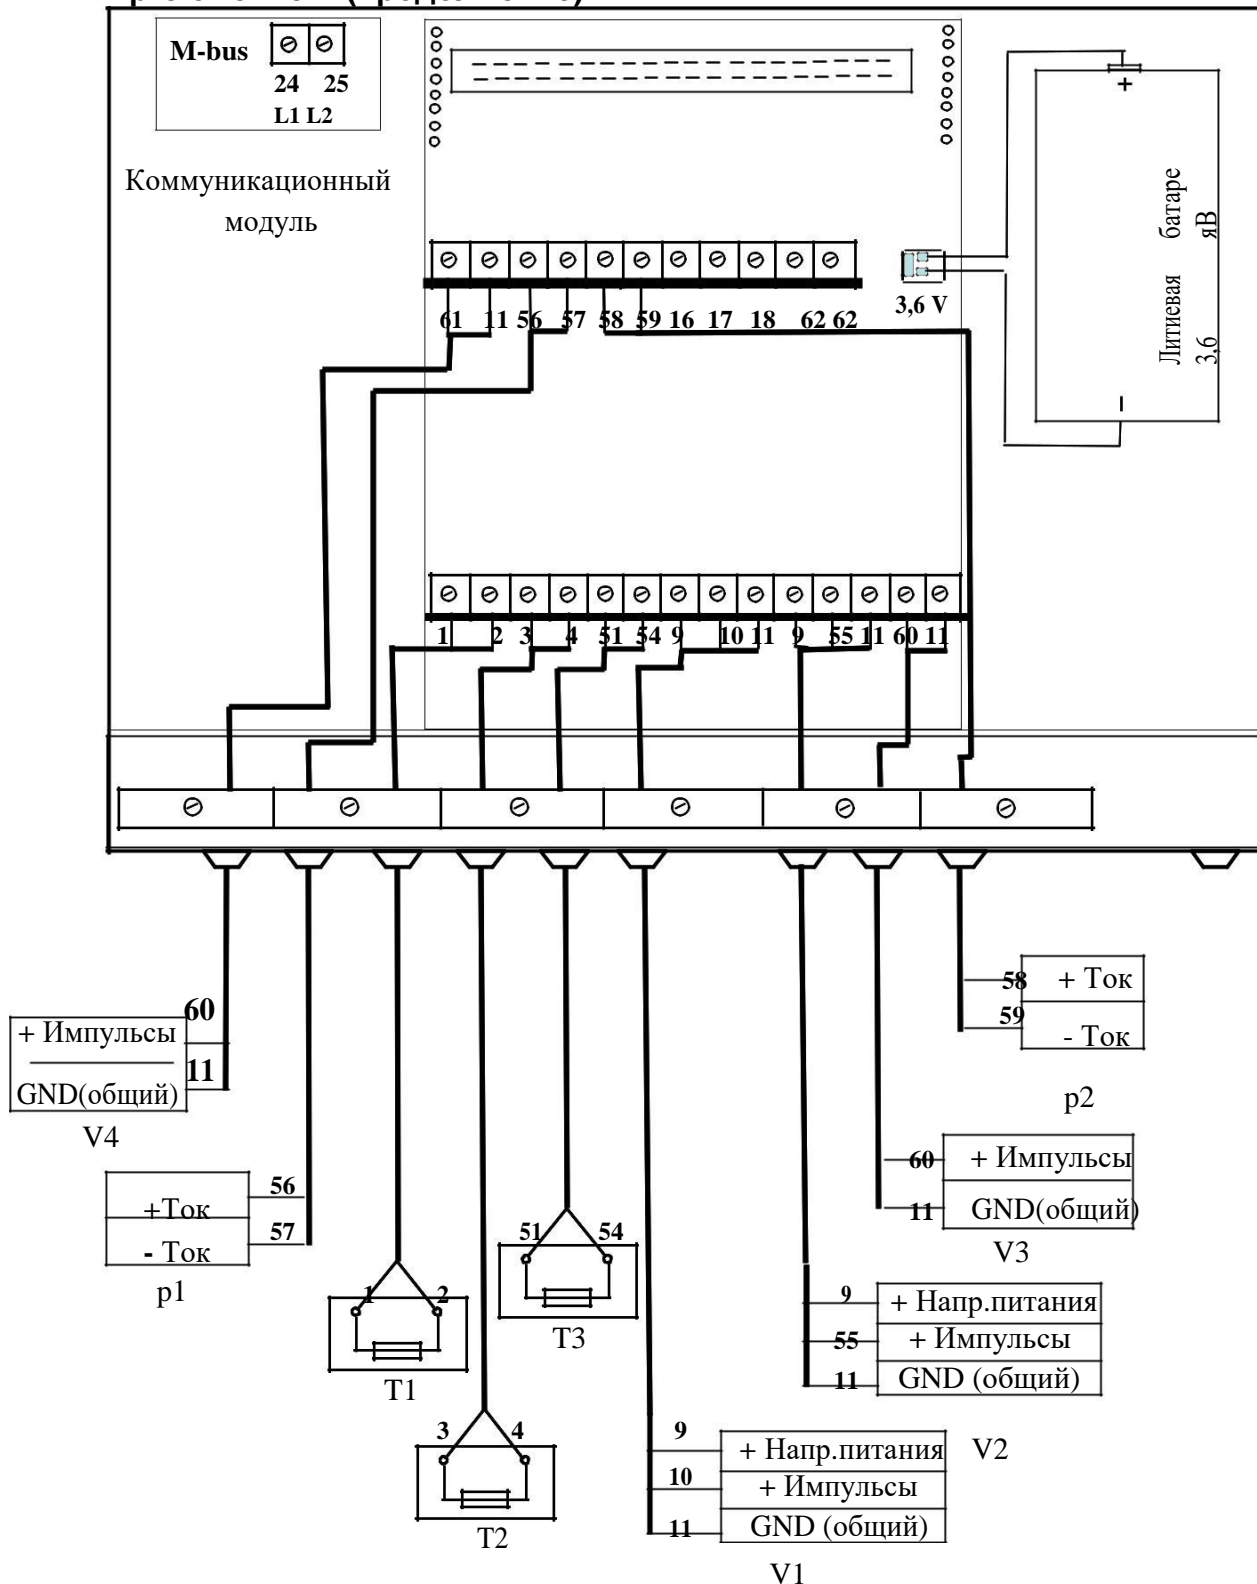 M-bus
24 25
L1 L2
Коммуникационный
модуль
+
Литиевая батаре
3,6 яВ
3,6 V
61 11 56 57 58 59 16 17 18 62 62
1 2 3 4 51 54 9 10 11 9 55 11 60 11
58 + Ток
59 - Ток
p2
60
+ Импульсы
11
GND(общий)
V4
60 + Импульсы
11 GND(общий)
V3
56
+Ток
57
- Ток
p1
51 54
T3
1 2
T1
9 + Напр.питания
55 + Импульсы
11 GND (общий)
V2
3 4
T2
9 + Напр.питания
10 + Импульсы
11 GND (общий)
V1